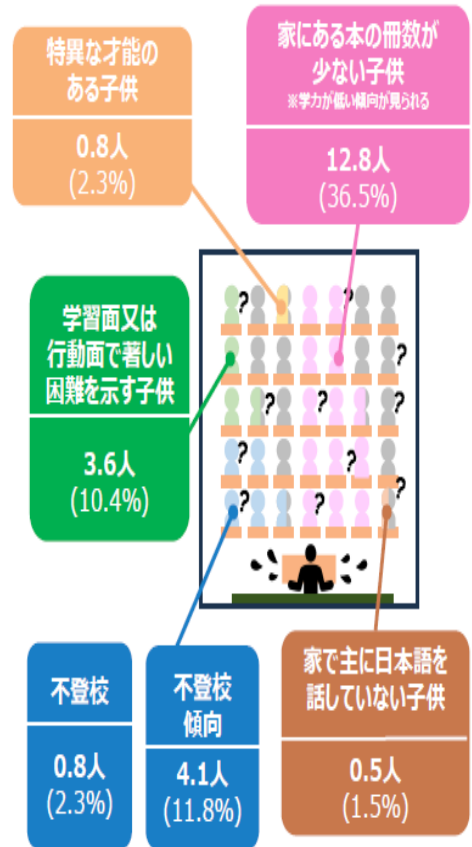 特異な才能の
ある子供
0.8人
(2.3%)
家にある本の冊数が
少ない子供
※学力が低い傾向が見られる
12.8人
(36.5%)
学習面又は
行動面で著しい
困難を示す子供
3.6人
(10.4%)
?
?
?
?
?
?
?
?
?
?
?
不登校
0.8人
(2.3%)
不登校
傾向
4.1人
(11.8%)
家で主に日本語を
話していない子供
0.5人
(1.5%)